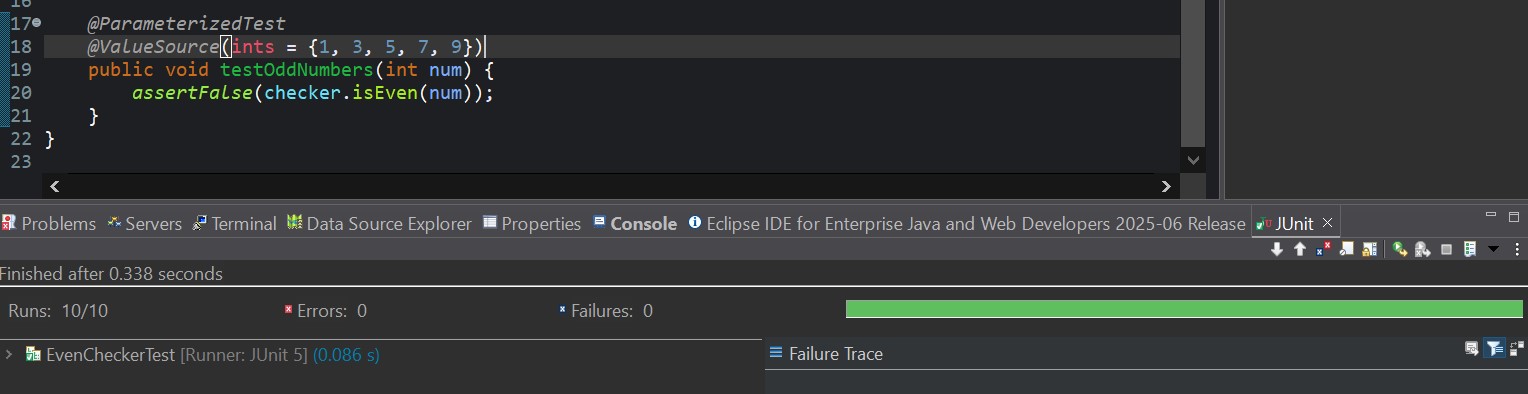 16
17 @ParameterizedTest
18 @ValueSource(ints = {1, 3, 5, 7, 9})
19 public void testOddNumbers(int num) {
20 assertFalse(checker.isEven(num));
21 }
22 }
23
Problems Servers Terminal Data Source Explorer Properties Console Eclipse IDE for Enterprise Java and Web Developers 2025-06 Release JUnit
Finished after 0.338 seconds
Runs: 10/10 Errors: 0 Failures: 0
EvenCheckerTest [Runner: JUnit 5] (0.086 s)
Failure Trace